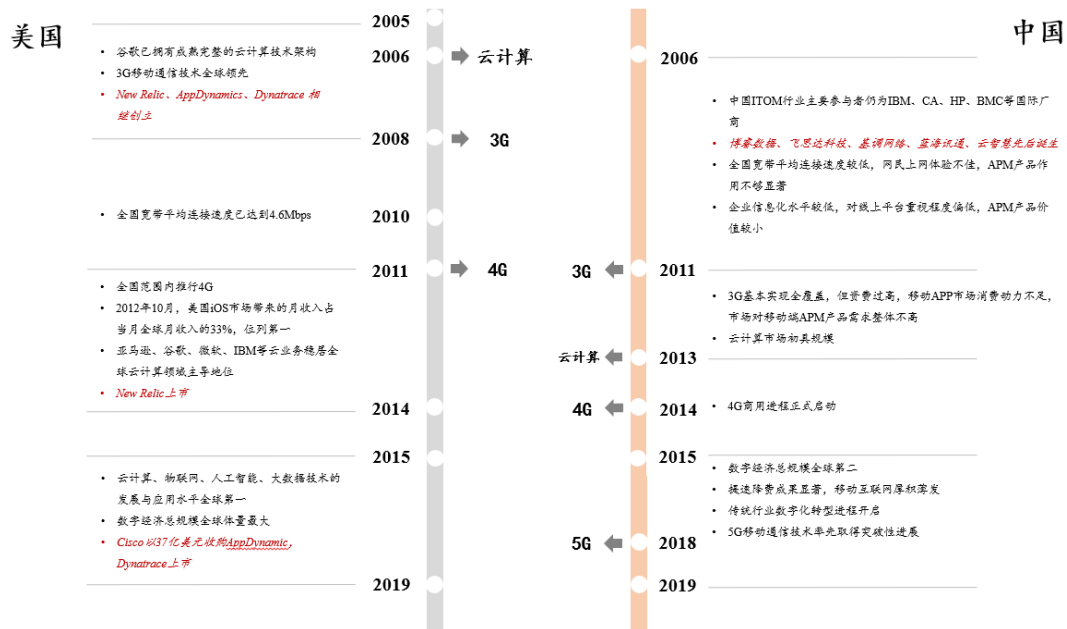 美国
2005
• 谷歌已拥有成熟完整的云计算技术架构
• 3G移动通信技术全球领先
• New Relic、AppDynamics、Dynatrace 相
继创立
2006
云计算
2008
3G
• 全国宽带平均连接速度已达到4.6Mbps
2010
2011
4G
• 全国范围内推行4G
• 2012年10月，美国iOS市场带来的月收入占
当月全球月收入的33%，位列第一
• 亚马逊、谷歌、微软、IBM等云业务稳居全
球云计算领域主导地位
• New Relic上市
2014
2015
• 云计算、物联网、人工智能、大数据技术的
发展与应用水平全球第一
• 数字经济总规模全球体量最大
• Cisco以37亿美元收购AppDynamic，
Dynatrace上市
2019
中国
2006
• 中国ITOM行业主要参与者仍为IBM、CA、HP、BMC等国际厂
商
• 博睿数据、飞思达科技、基调网络、蓝海讯通、云智慧先后诞生
• 全国宽带平均连接速度较低，网民上网体验不佳，APM产品作
用不够显著
• 企业信息化水平较低，对线上平台重视程度偏低，APM产品价
值较小
3G
2011
• 3G基本实现全覆盖，但资费过高，移动APP市场消费动力不足，
市场对移动端APM产品需求整体不高
• 云计算市场初具规模
云计算
2013
4G
2014
• 4G商用进程正式启动
2015
• 数字经济总规模全球第二
• 提速降费成果显著，移动互联网厚积薄发
• 传统行业数字化转型进程开启
• 5G移动通信技术率先取得突破性进展
5G
2018
2019